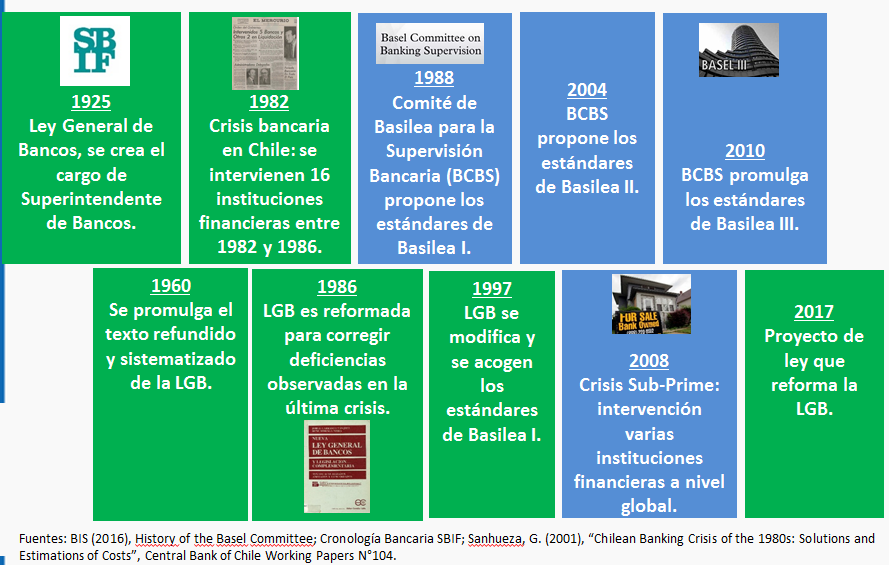 SB
IF
1925
Ley General de
Bancos, se crea el
cargo de
Superintendente
de Bancos.
EL MERCURIO
Intervenidos 5 Bancos y
Otros 2 en Liquidación
1982
Crisis bancaria
en Chile: se
intervienen 16
instituciones
financieras entre
1982 y 1986.
Basel Committee on
Banking Supervision
1988
Comité de
Basilea para la
Supervisión
Bancaria (BCBS)
propone los
estándares de
Basilea I.
2004
BCBS
propone los
estándares
de Basilea II.
BASEL III
2010
BCBS promulga
los estándares
de Basilea III.
1960
Se promulga el
texto refundido
y sistematizado
de la LGB.
1986
LGB es reformada
para corregir
deficiencias
observadas en la
última crisis.
NUEVA
LEY GENERAL
DE BANCOS
Y LEGISLACION
COMPLEMENTARIA
1997
LGB se
modifica y
se acogen
los
estándares
de Basilea I.
FOR SALE
Bank Owned
2008
Crisis Sub-Prime:
intervención
varias
instituciones
financieras a nivel
global.
2017
Proyecto de
ley que
reforma la
LGB.
Fuentes: BIS (2016), History of the Basel Committee; Cronología Bancaria SBIF; Sanhueza, G. (2001), “Chilean Banking Crisis of the 1980s: Solutions and
Estimations of Costs”, Central Bank of Chile Working Papers N°104.